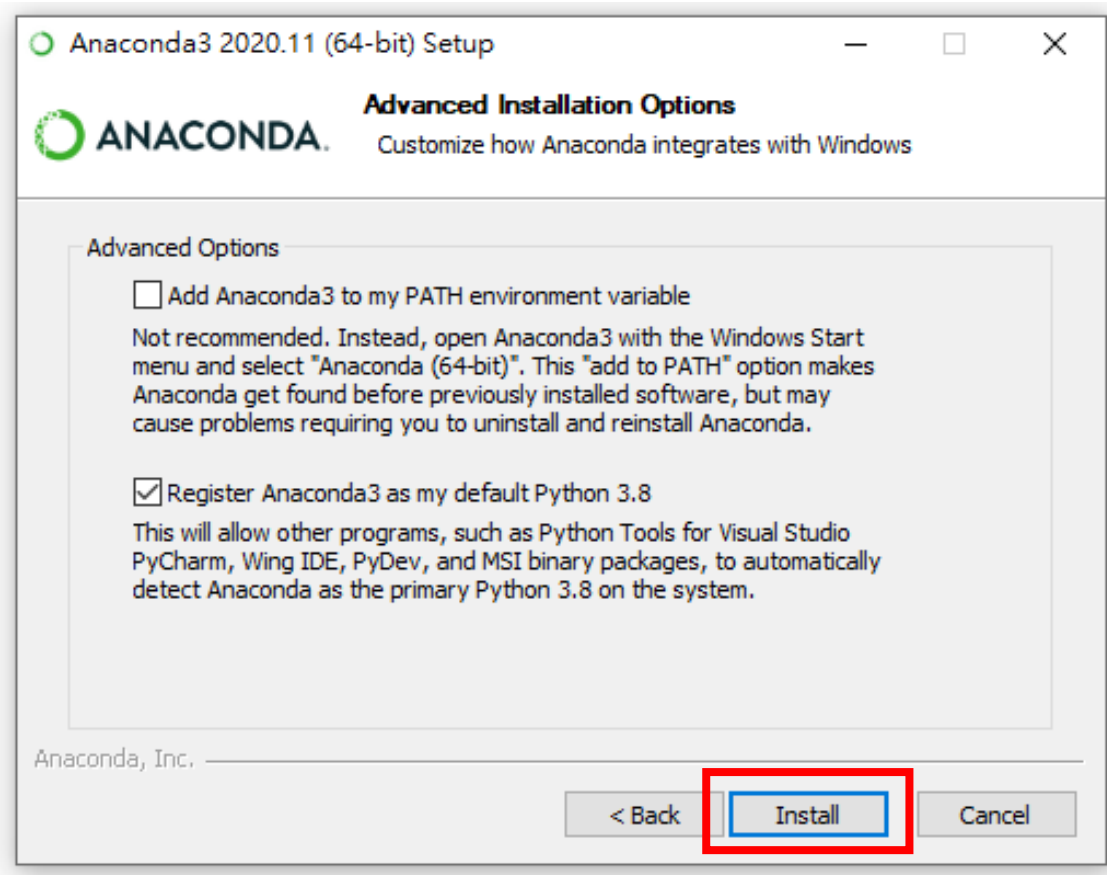 Anaconda3 2020.11 (64-bit) Setup
ANACONDA.
Advanced Installation Options
Customize how Anaconda integrates with Windows
Advanced Options
Add Anaconda3 to my PATH environment variable
Not recommended. Instead, open Anaconda3 with the Windows Start
menu and select "Anaconda (64-bit)". This "add to PATH" option makes
Anaconda get found before previously installed software, but may
cause problems requiring you to uninstall and reinstall Anaconda.
Register Anaconda3 as my default Python 3.8
This will allow other programs, such as Python Tools for Visual Studio
PyCharm, Wing IDE, PyDev, and MSI binary packages, to automatically
detect Anaconda as the primary Python 3.8 on the system.
Anaconda, Inc.
< Back Install Cancel